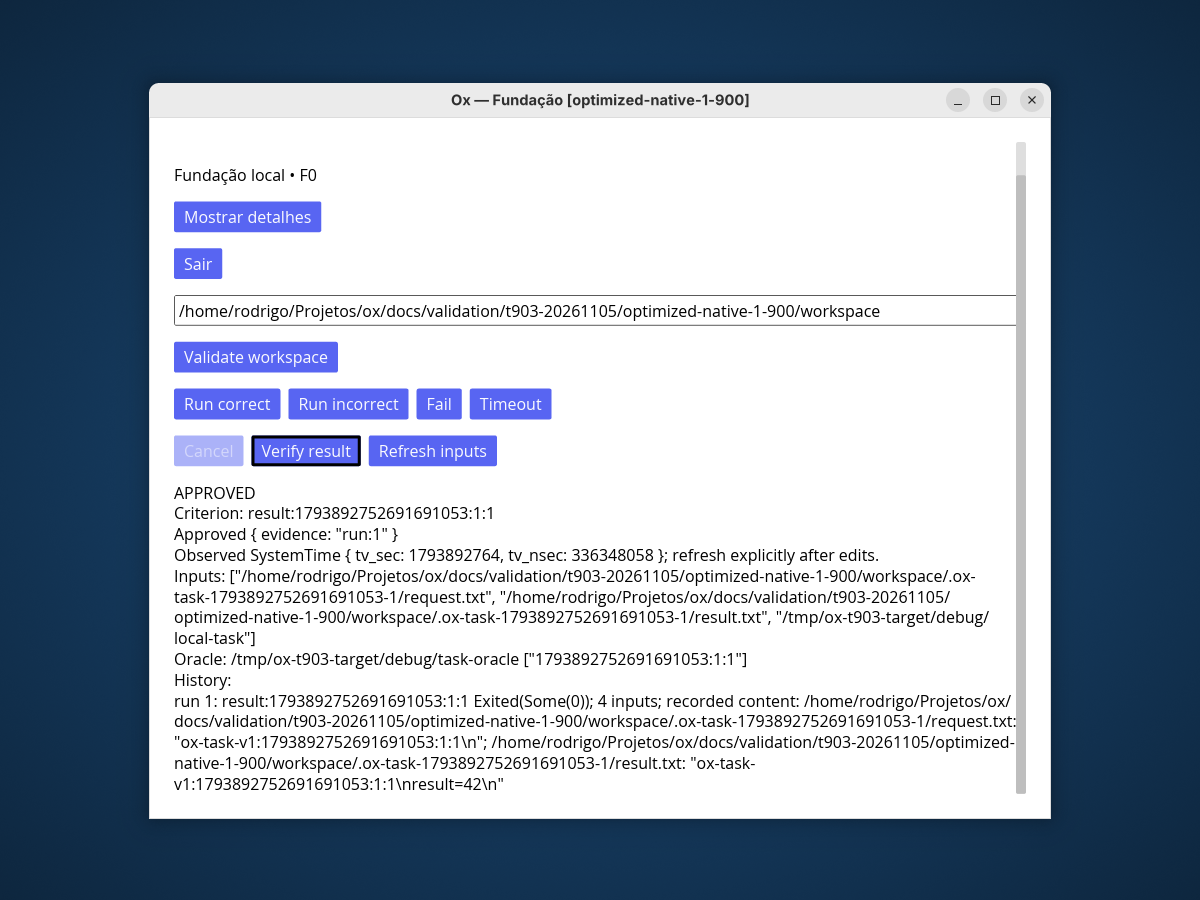 Ox — Fundação [optimized-native-1-900]
Fundação local • F0
Mostrar detalhes
Sair
/home/rodrigo/Projetos/ox/docs/validation/t903-20261105/optimized-native-1-900/workspace
Validate workspace
Run correct Run incorrect Fail Timeout
Cancel Verify result Refresh inputs
APPROVED
Criterion: result:1793892752691691053:1:1
Approved { evidence: "run:1" }
Observed SystemTime { tv_sec: 1793892764, tv_nsec: 336348058 }; refresh explicitly after edits.
Inputs: ["/home/rodrigo/Projetos/ox/docs/validation/t903-20261105/optimized-native-1-900/workspace/.ox-
task-1793892752691691053-1/request.txt", "/home/rodrigo/Projetos/ox/docs/validation/t903-20261105/
optimized-native-1-900/workspace/.ox-task-1793892752691691053-1/result.txt", "/tmp/ox-t903-target/debug/
local-task"]
Oracle: /tmp/ox-t903-target/debug/task-oracle ["1793892752691691053:1:1"]
History:
run 1: result:1793892752691691053:1:1 Exited(Some(0)); 4 inputs; recorded content: /home/rodrigo/Projetos/ox/
docs/validation/t903-20261105/optimized-native-1-900/workspace/.ox-task-1793892752691691053-1/request.txt:
"ox-task-v1:1793892752691691053:1:1\n"; /home/rodrigo/Projetos/ox/docs/validation/t903-20261105/optimized-
native-1-900/workspace/.ox-task-1793892752691691053-1/result.txt: "ox-task-
v1:1793892752691691053:1:1\nresult=42\n"